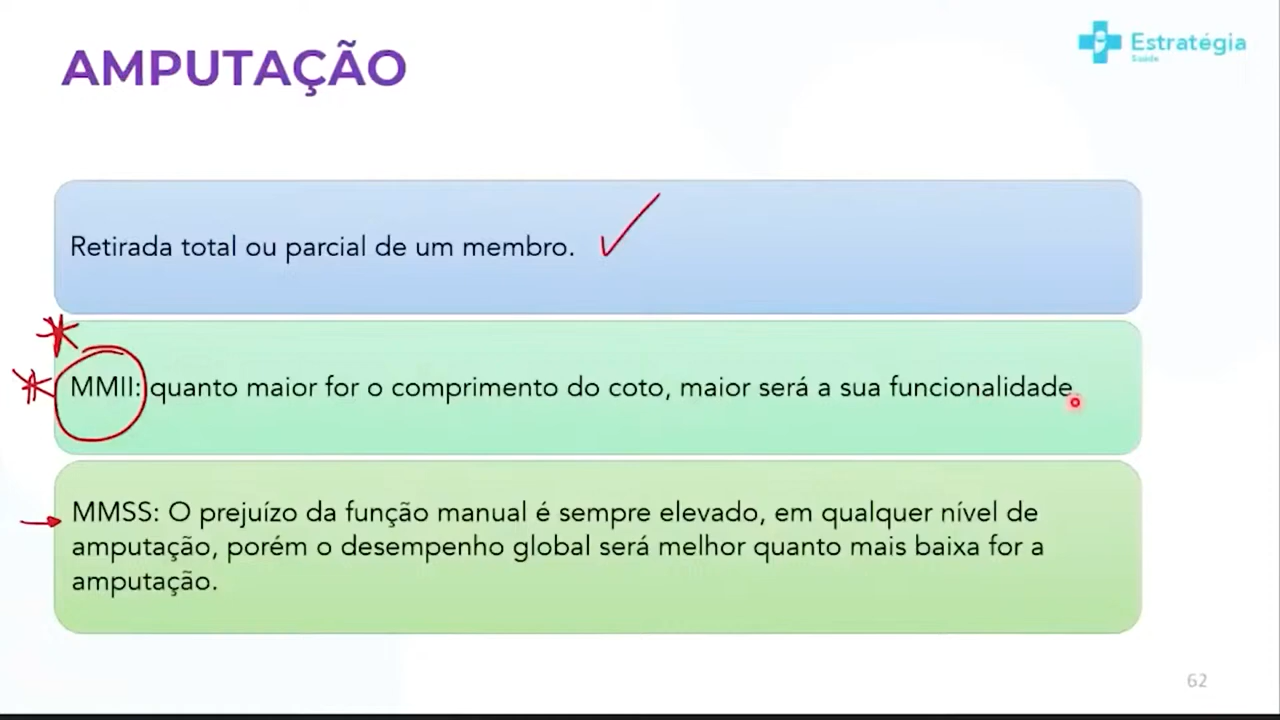 AMPUTAÇÃO
Estratégia
Saúde
Retirada total ou parcial de um membro.
MMII: quanto maior for o comprimento do coto, maior será a sua funcionalidade.
MMSS: O prejuízo da função manual é sempre elevado, em qualquer nível de
amputação, porém o desempenho global será melhor quanto mais baixa for a
amputação.
62